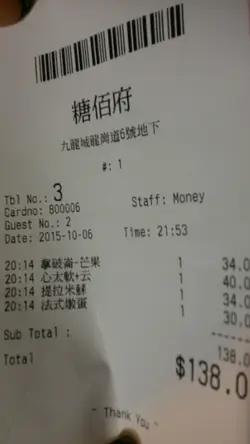 糖佰府
九龍城龍崗道6號地下
#: 1
Tbl No.: 3
Cardno: 800006 Staff: Money
Guest No.: 2
Date: 2015-10-06 Time: 21:53
20:14 拿破崙-芒果 1 34.0
20:14 心太軟+云 1 40.0
20:14 提拉米蘇 1 34.0
20:14 法式燉蛋 1 30.0
Sub Total : 138.0
Total $138.0
- Thank You -